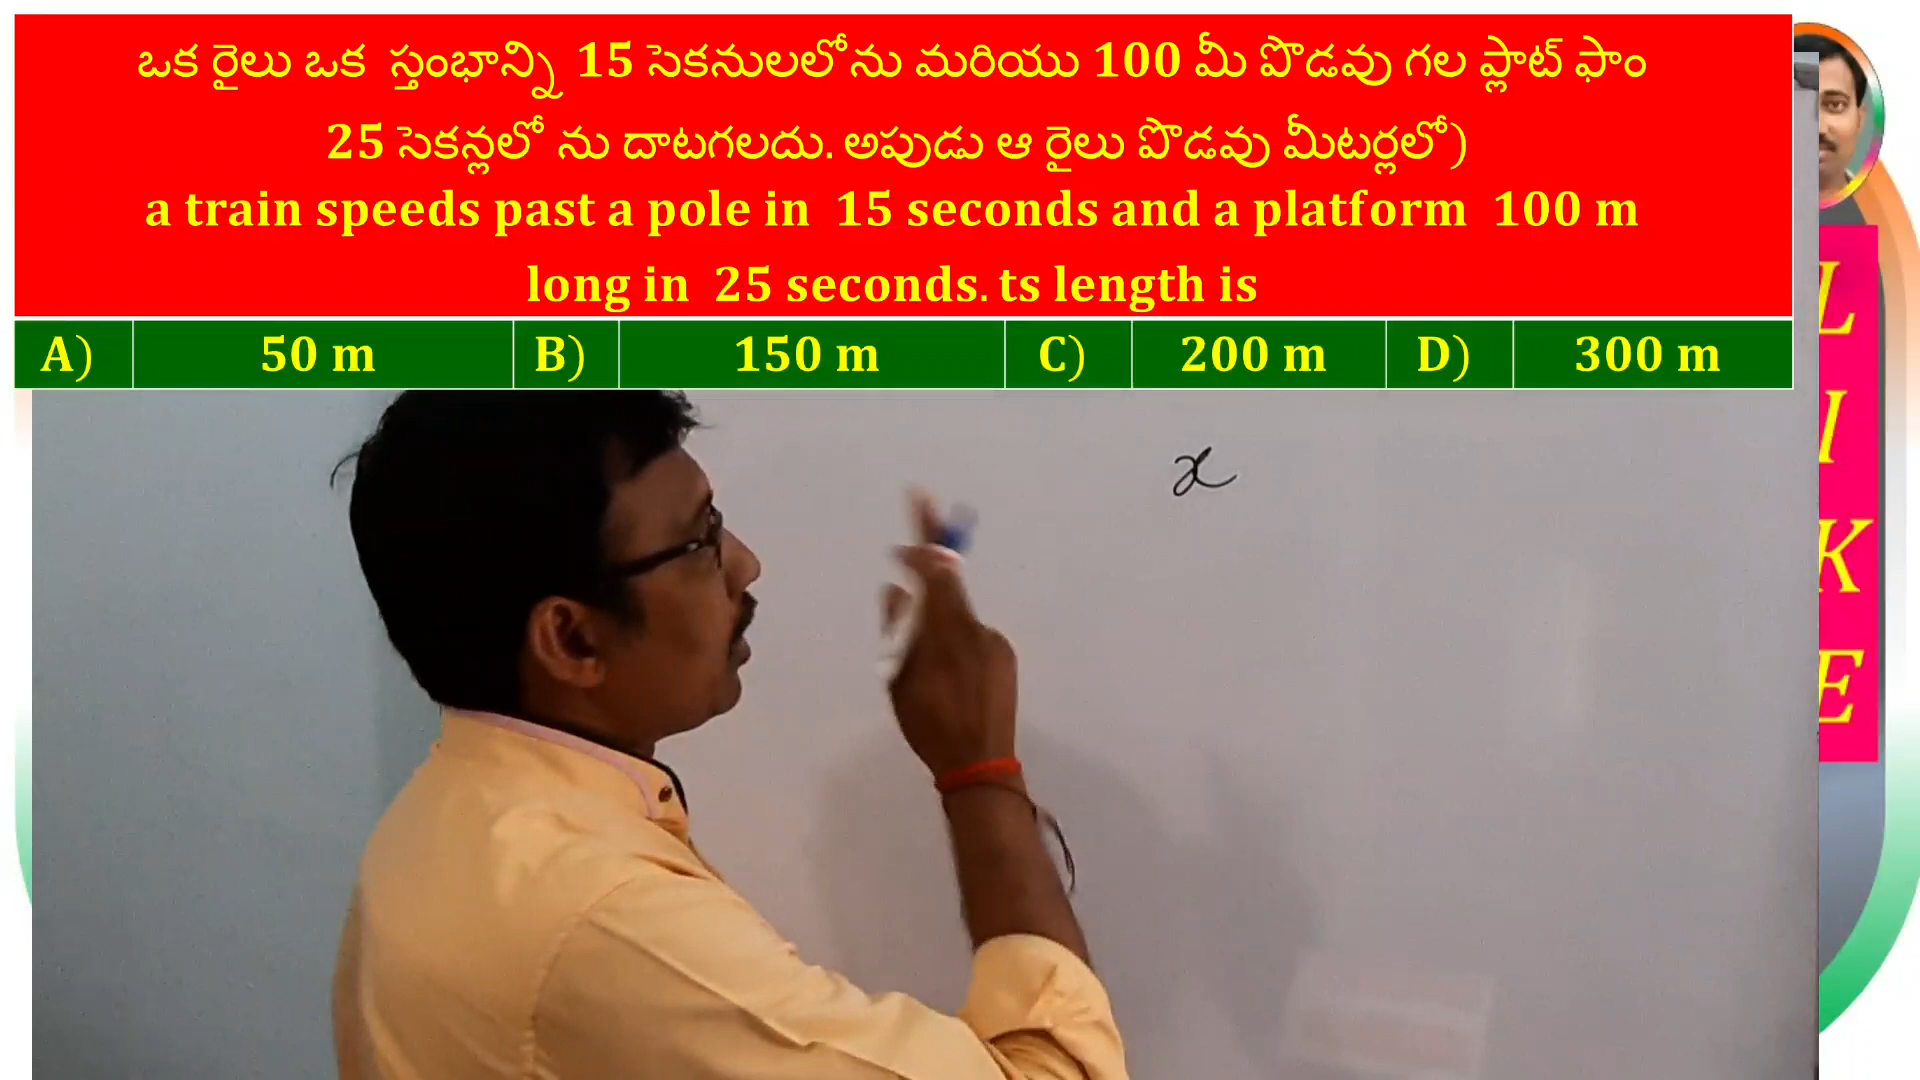 ఒక రైలు ఒక స్తంభాన్ని 15 సెకనులలోను మరియు 100 మీ పొడవు గల ప్లాట్ ఫాం
25 సెకన్లలో ను దాటగలదు. అపుడు ఆ రైలు పొడవు మీటర్లలో)
a train speeds past a pole in 15 seconds and a platform 100 m
long in 25 seconds. ts length is
A) 50 m B) 150 m C) 200 m D) 300 m
x
L
I
K
E